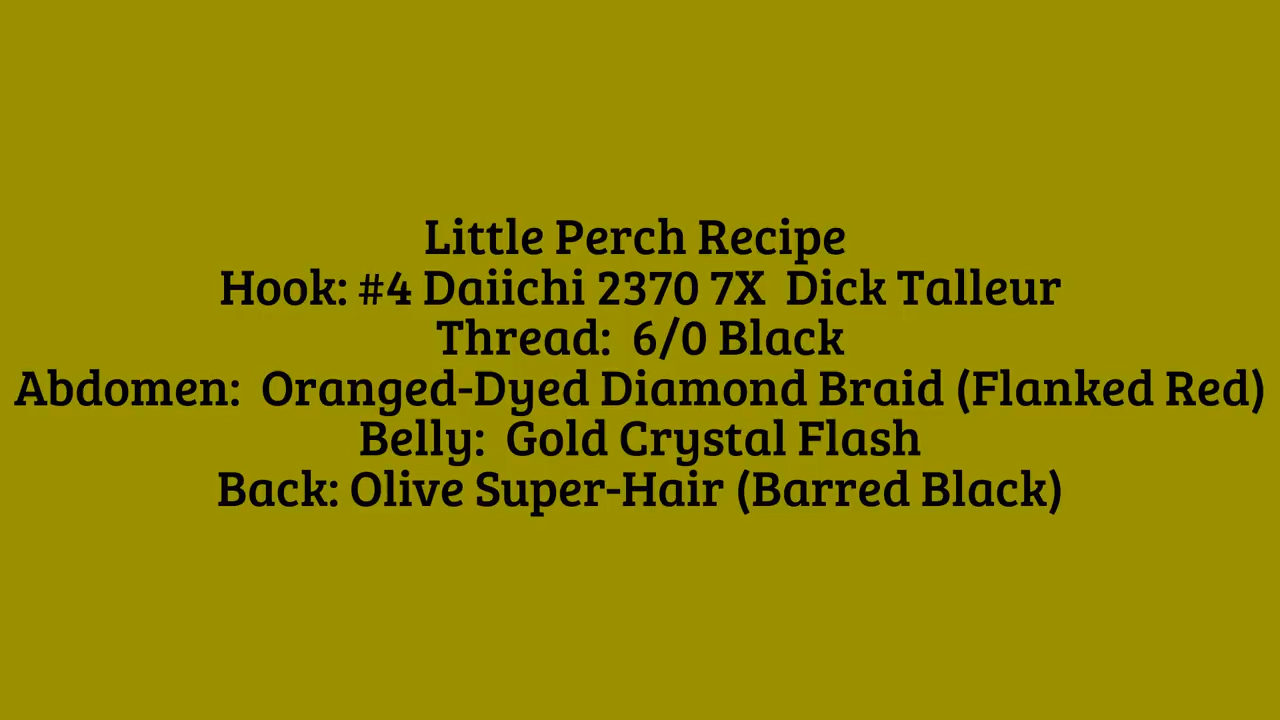 Little Perch Recipe
Hook: #4 Daiichi 2370 7X  Dick Talleur
Thread:  6/0 Black
Abdomen:  Oranged-Dyed Diamond Braid (Flanked Red)
Belly:  Gold Crystal Flash
Back: Olive Super-Hair (Barred Black)